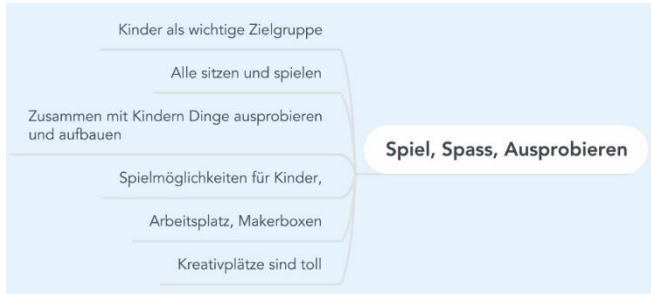 Kinder als wichtige Zielgruppe
Alle sitzen und spielen
Zusammen mit Kindern Dinge ausprobieren
und aufbauen
Spielmöglichkeiten für Kinder,
Arbeitsplatz, Makerboxen
Kreativplätze sind toll
Spiel, Spass, Ausprobieren